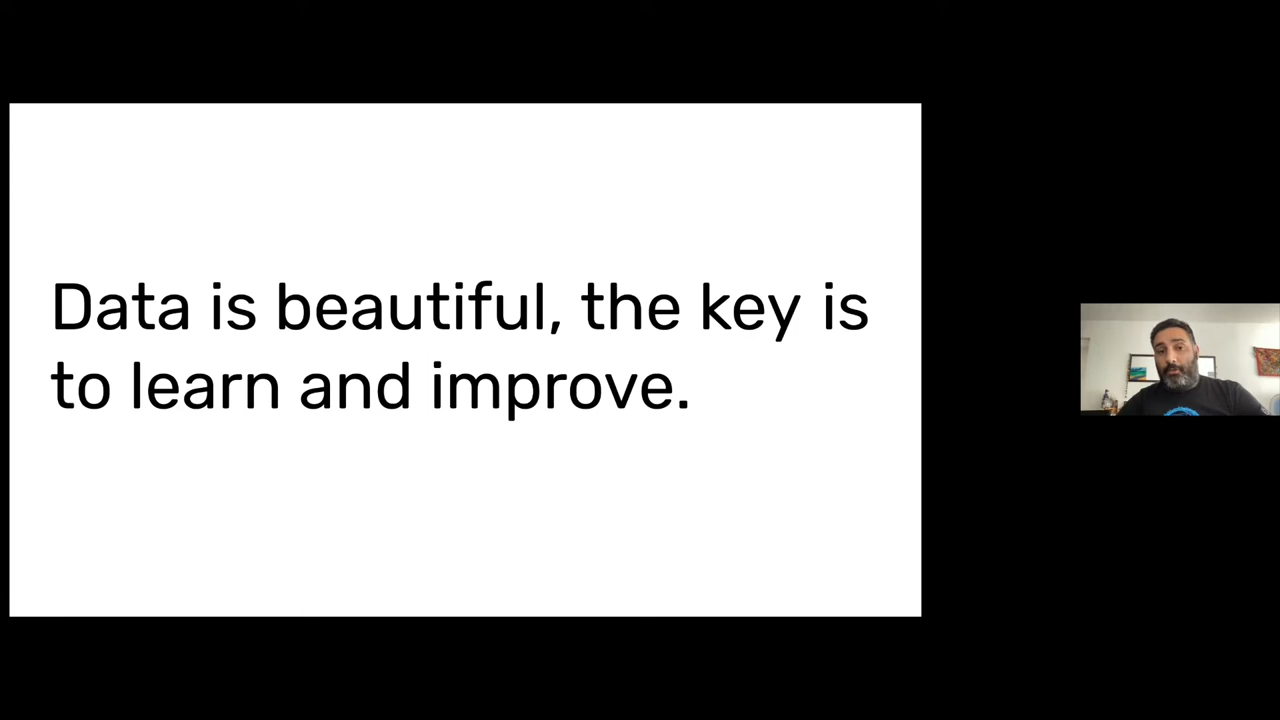 Data is beautiful, the key is
to learn and improve.